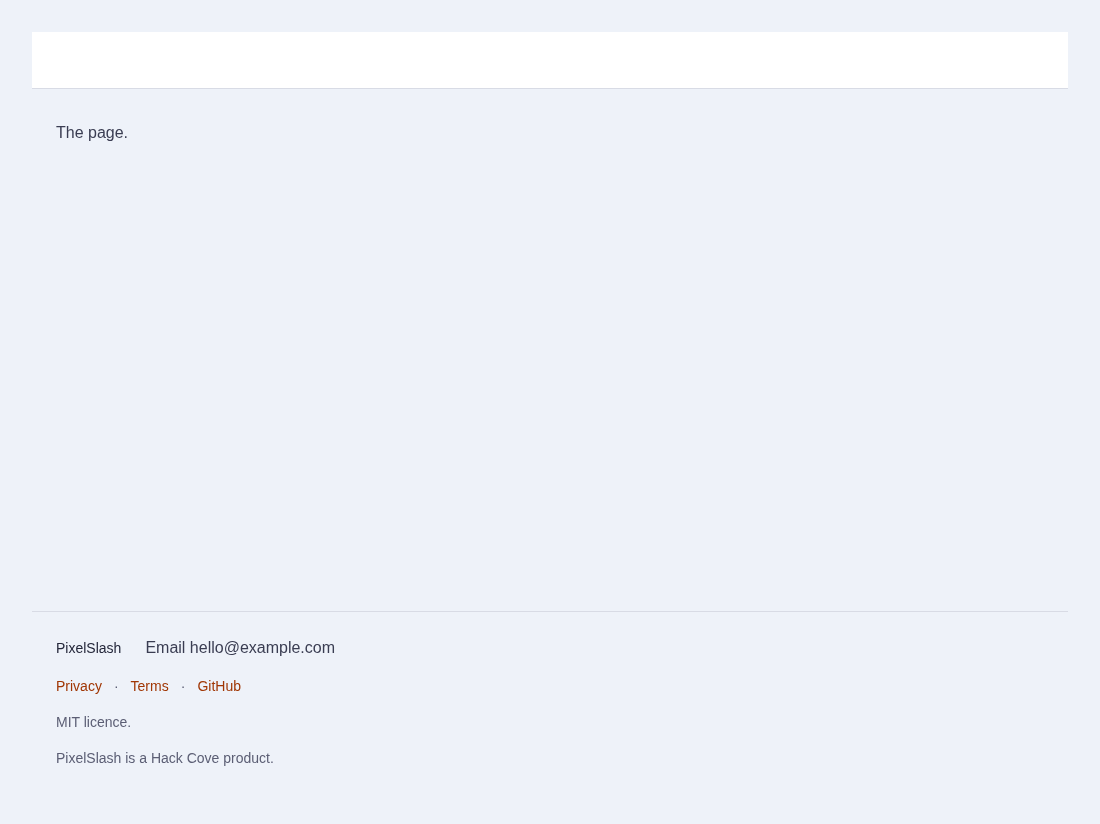 The page.
PixelSlash Email hello@example.com
Privacy · Terms · GitHub
MIT licence.
PixelSlash is a Hack Cove product.